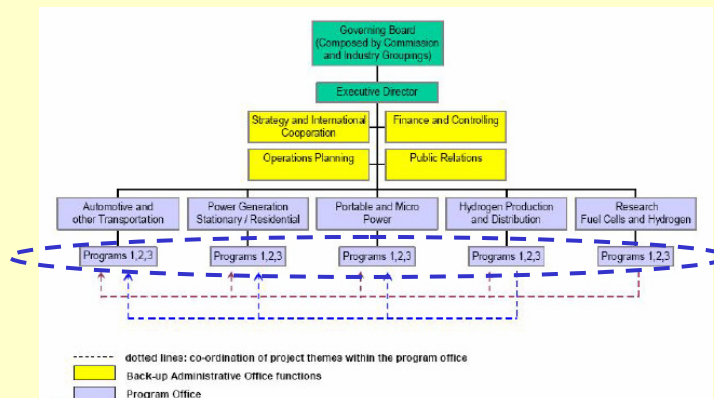 Governing Board
(Composed by Commission
and Industry Groupings)
Executive Director
Strategy and International
Cooperation
Finance and Controlling
Operations Planning
Public Relations
Automotive and
other Transportation
Power Generation
Stationary / Residential
Portable and Micro
Power
Hydrogen Production
and Distribution
Research
Fuel Cells and Hydrogen
Programs 1,2,3
Programs 1,2,3
Programs 1,2,3
Programs 1,2,3
Programs 1,2,3
dotted lines: co-ordination of project themes within the program office
Back-up Administrative Office functions
Program Office